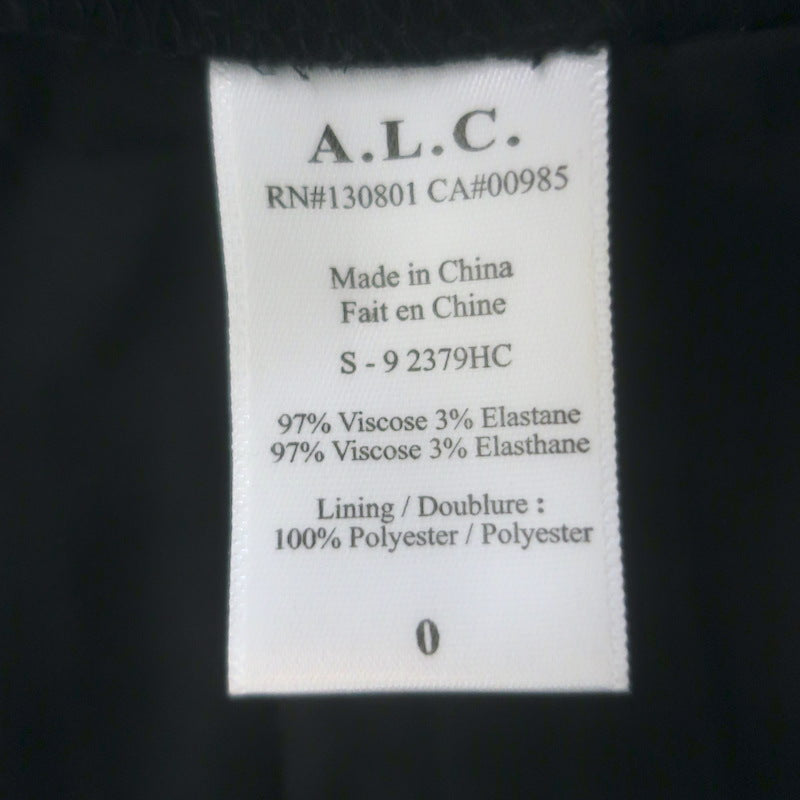 A.L.C.
RN#130801 CA#00985
Made in China
Fait en Chine
S - 9 2379HC
97% Viscose 3% Elastane
97% Viscose 3% Elasthane
Lining / Doublure :
100% Polyester / Polyester
0